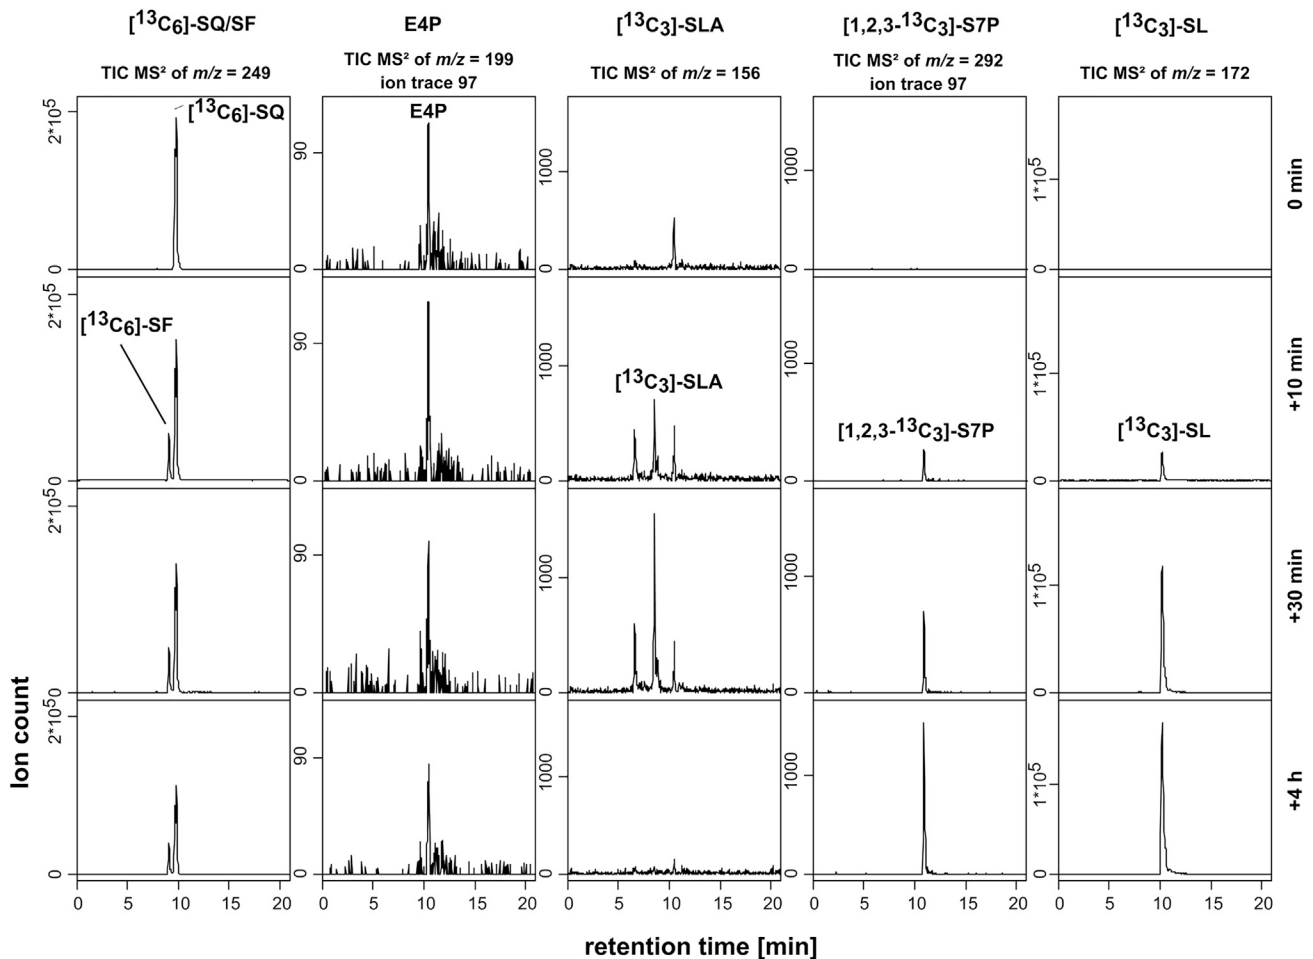 [¹³C₆]-SQ/SF E4P [¹³C₃]-SLA [1,2,3-¹³C₃]-S7P [¹³C₃]-SL
TIC MS² of m/z = 249
TIC MS² of m/z = 199
ion trace 97
TIC MS² of m/z = 156
TIC MS² of m/z = 292
ion trace 97
TIC MS² of m/z = 172
[¹³C₆]-SQ
E4P
2*10⁵
0
90
0
1000
0
1000
0
1*10⁵
0
0 min
[¹³C₆]-SF
[¹³C₃]-SLA
[1,2,3-¹³C₃]-S7P
[¹³C₃]-SL
2*10⁵
0
90
0
1000
0
1000
0
1*10⁵
0
+10 min
2*10⁵
0
90
0
1000
0
1000
0
1*10⁵
0
+30 min
2*10⁵
0
90
0
1000
0
1000
0
1*10⁵
0
+4 h
0 5 10 15 20 0 5 10 15 20 0 5 10 15 20 0 5 10 15 20 0 5 10 15 20
Ion count
retention time [min]